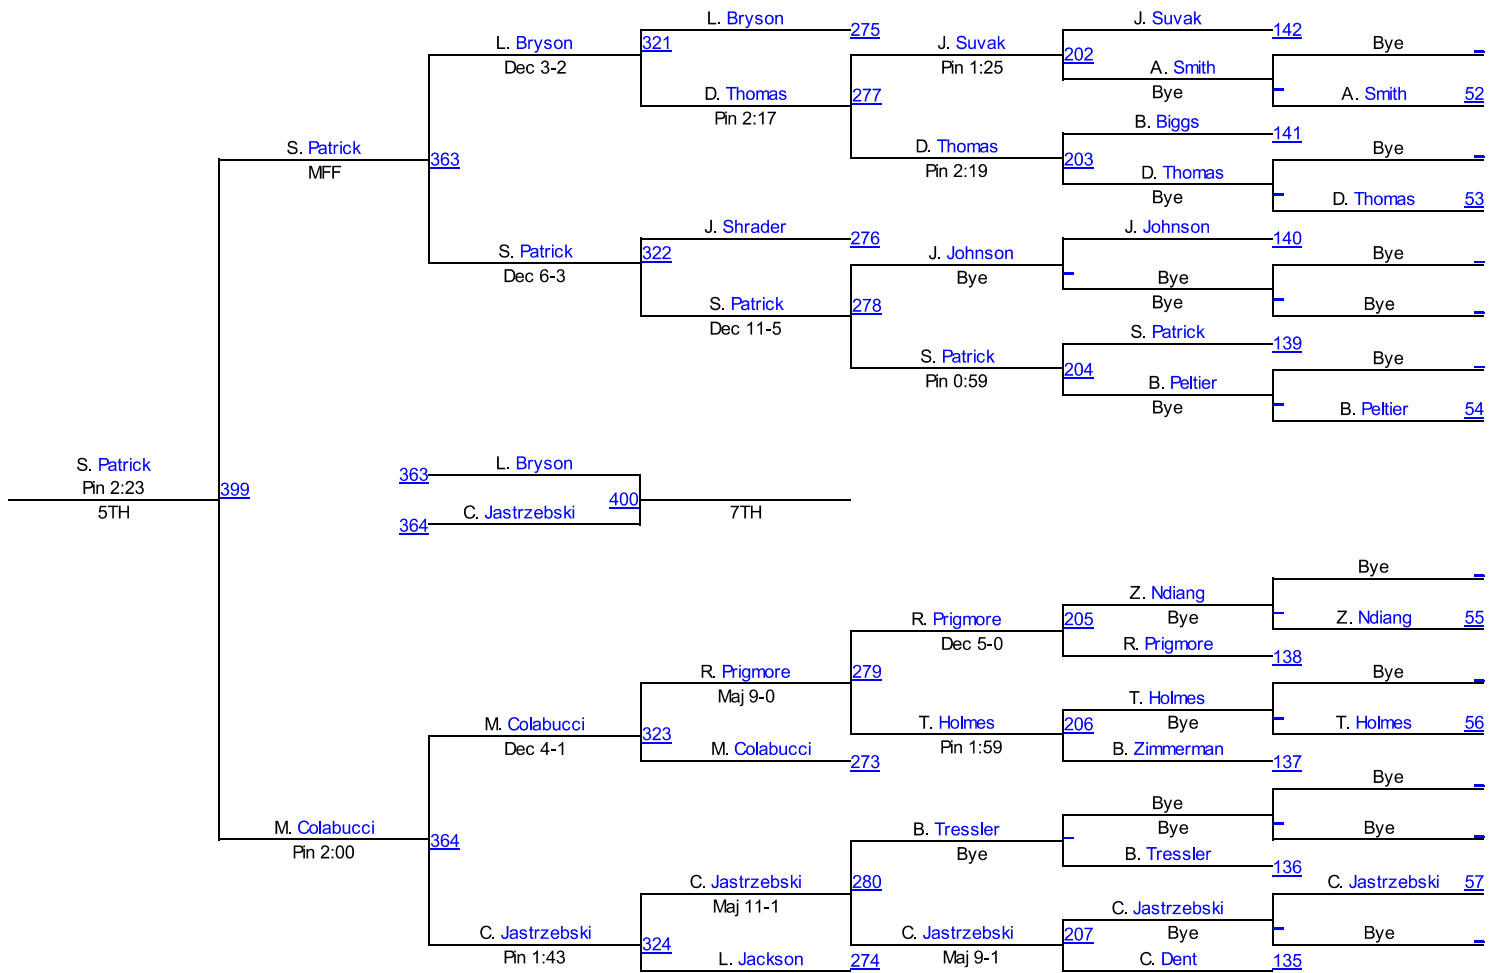 L. Bryson 275
J. Suvak 142
L. Bryson 321
J. Suvak
Bye
Dec 3-2
Pin 1:25
202
A. Smith
D. Thomas 277
Bye
A. Smith 52
Pin 2:17
B. Biggs 141
S. Patrick 363
D. Thomas 203
Bye
MFF
Pin 2:19
D. Thomas
Bye
D. Thomas 53
J. Shrader 276
J. Johnson 140
S. Patrick 322
J. Johnson
Bye
Dec 6-3
Bye
Bye
S. Patrick 278
Bye
Bye
Dec 11-5
S. Patrick 139
S. Patrick 204
Bye
Pin 0:59
B. Peltier
Bye
B. Peltier 54
S. Patrick
363 L. Bryson
Pin 2:23 399
400
5TH
364 C. Jastrzebski
7TH
Bye
Z. Ndiang
R. Prigmore 205
Bye
Z. Ndiang 55
Dec 5-0
R. Prigmore 138
R. Prigmore 279
Bye
Maj 9-0
T. Holmes
M. Colabucci 323
T. Holmes 206
Bye
T. Holmes 56
Dec 4-1
M. Colabucci 273
Pin 1:59
B. Zimmerman 137
Bye
Bye
M. Colabucci 364
B. Tressler
Bye
Bye
Pin 2:00
Bye
B. Tressler 136
C. Jastrzebski 280
C. Jastrzebski 57
Maj 11-1
C. Jastrzebski
C. Jastrzebski 324
C. Jastrzebski 207
Bye
Bye
Pin 1:43
L. Jackson 274
Maj 9-1
C. Dent 135